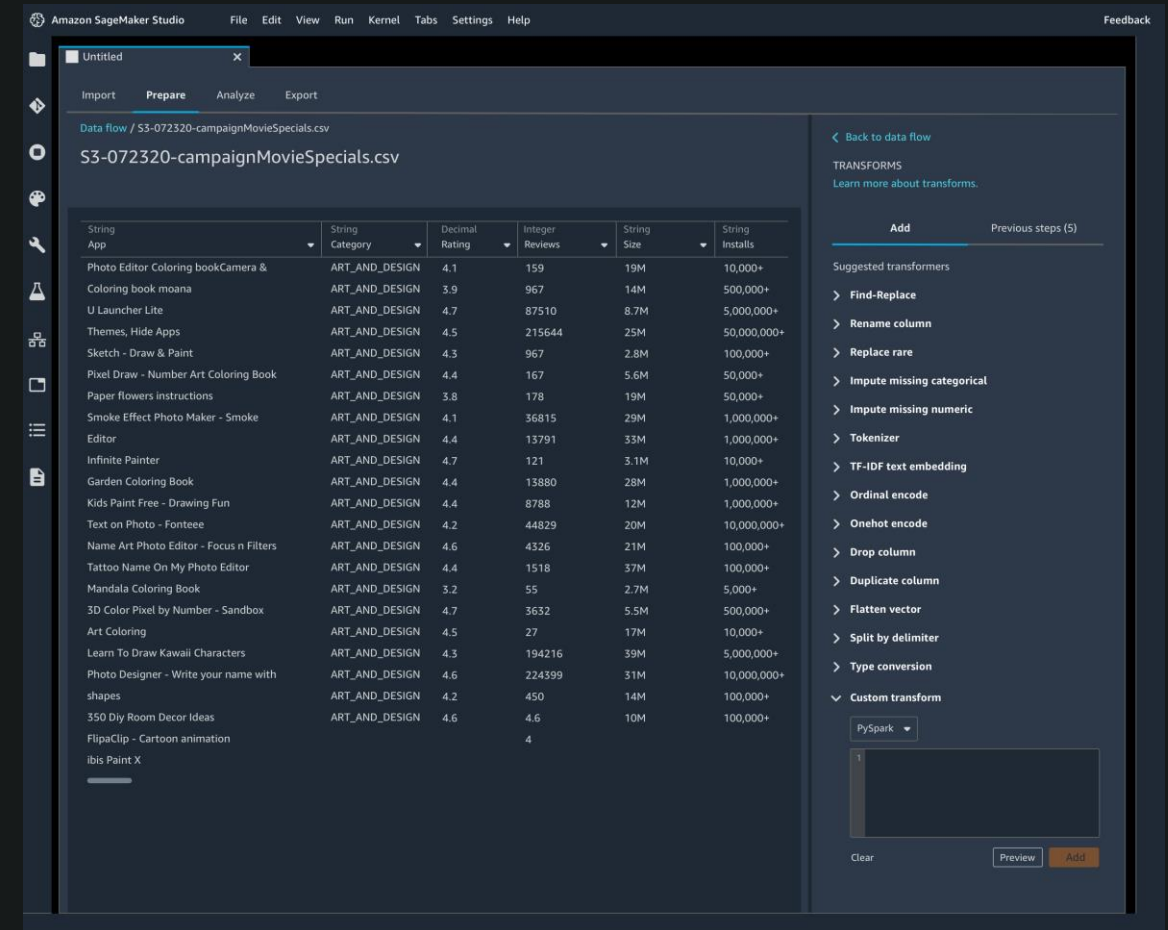 Amazon SageMaker Studio File Edit View Run Kernel Tabs Settings Help Feedback
Untitled
Import Prepare Analyze Export
Data flow / S3-072320-campaignMovieSpecials.csv
S3-072320-campaignMovieSpecials.csv
String String Decimal Integer String String
App Category Rating Reviews Size Installs
Photo Editor Coloring bookCamera & ART_AND_DESIGN 4.1 159 19M 10,000+
Coloring book moana ART_AND_DESIGN 3.9 967 14M 500,000+
U Launcher Lite ART_AND_DESIGN 4.7 87510 8.7M 5,000,000+
Themes, Hide Apps ART_AND_DESIGN 4.5 215644 25M 50,000,000+
Sketch - Draw & Paint ART_AND_DESIGN 4.3 967 2.8M 100,000+
Pixel Draw - Number Art Coloring Book ART_AND_DESIGN 4.4 167 5.6M 50,000+
Paper flowers instructions ART_AND_DESIGN 3.8 178 19M 50,000+
Smoke Effect Photo Maker - Smoke ART_AND_DESIGN 4.1 36815 29M 1,000,000+
Editor ART_AND_DESIGN 4.4 13791 33M 1,000,000+
Infinite Painter ART_AND_DESIGN 4.7 121 3.1M 10,000+
Garden Coloring Book ART_AND_DESIGN 4.4 13880 28M 1,000,000+
Kids Paint Free - Drawing Fun ART_AND_DESIGN 4.4 8788 12M 1,000,000+
Text on Photo - Fonteee ART_AND_DESIGN 4.2 44829 20M 10,000,000+
Name Art Photo Editor - Focus n Filters ART_AND_DESIGN 4.6 4326 21M 100,000+
Tattoo Name On My Photo Editor ART_AND_DESIGN 4.4 1518 37M 100,000+
Mandala Coloring Book ART_AND_DESIGN 3.2 55 2.7M 5,000+
3D Color Pixel by Number - Sandbox ART_AND_DESIGN 4.7 3632 5.5M 500,000+
Art Coloring ART_AND_DESIGN 4.5 27 17M 10,000+
Learn To Draw Kawaii Characters ART_AND_DESIGN 4.3 194216 39M 5,000,000+
Photo Designer - Write your name with ART_AND_DESIGN 4.6 224399 31M 10,000,000+
shapes ART_AND_DESIGN 4.2 450 14M 100,000+
350 Diy Room Decor Ideas ART_AND_DESIGN 4.6 4.6 10M 100,000+
FlipaClip - Cartoon animation 4
ibis Paint X
Back to data flow
TRANSFORMS
Learn more about transforms.
Add Previous steps (5)
Suggested transformers
Find-Replace
Rename column
Replace rare
Impute missing categorical
Impute missing numeric
Tokenizer
TF-IDF text embedding
Ordinal encode
Onehot encode
Drop column
Duplicate column
Flatten vector
Split by delimiter
Type conversion
Custom transform
PySpark
1
Clear Preview Add